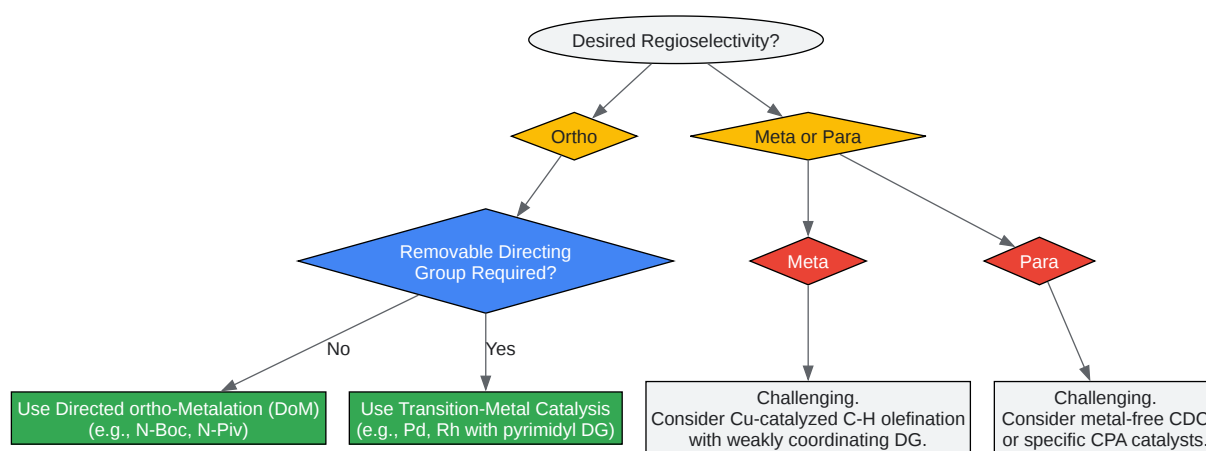 Desired Regioselectivity?
Ortho
Meta or Para
Removable Directing
Group Required?
Meta
Para
No
Yes
Use Directed ortho-Metalation (DoM)
(e.g., N-Boc, N-Piv)
Use Transition-Metal Catalysis
(e.g., Pd, Rh with pyrimidyl DG)
Challenging.
Consider Cu-catalyzed C-H olefination
with weakly coordinating DG.
Challenging.
Consider metal-free CDC
or specific CPA catalysts.